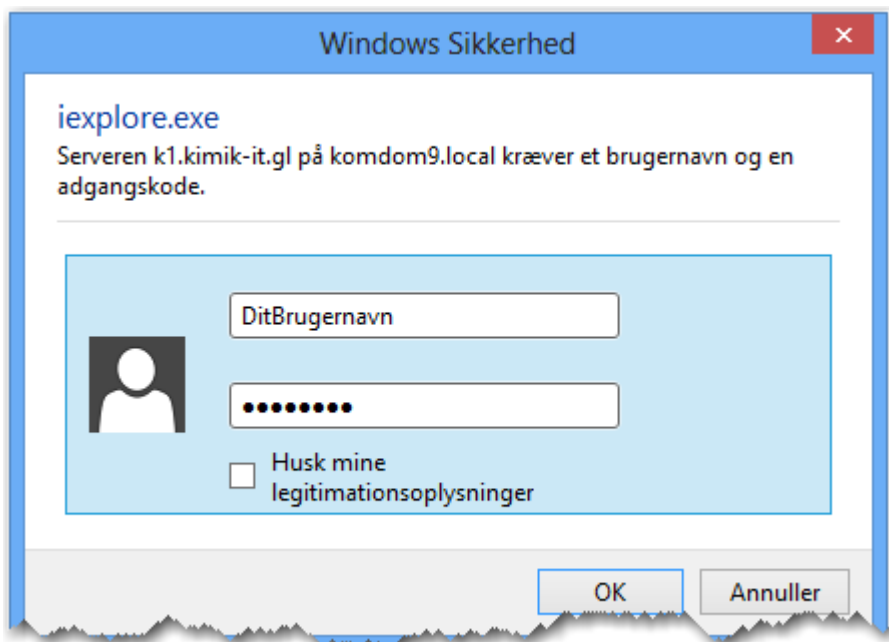 Windows Sikkerhed
iexplore.exe
Serveren k1.kimik-it.gl på komdom9.local kræver et brugernavn og en
adgangskode.
DitBrugernavn
●●●●●●●●
Husk mine
legitimationsoplysninger
OK
Annuller